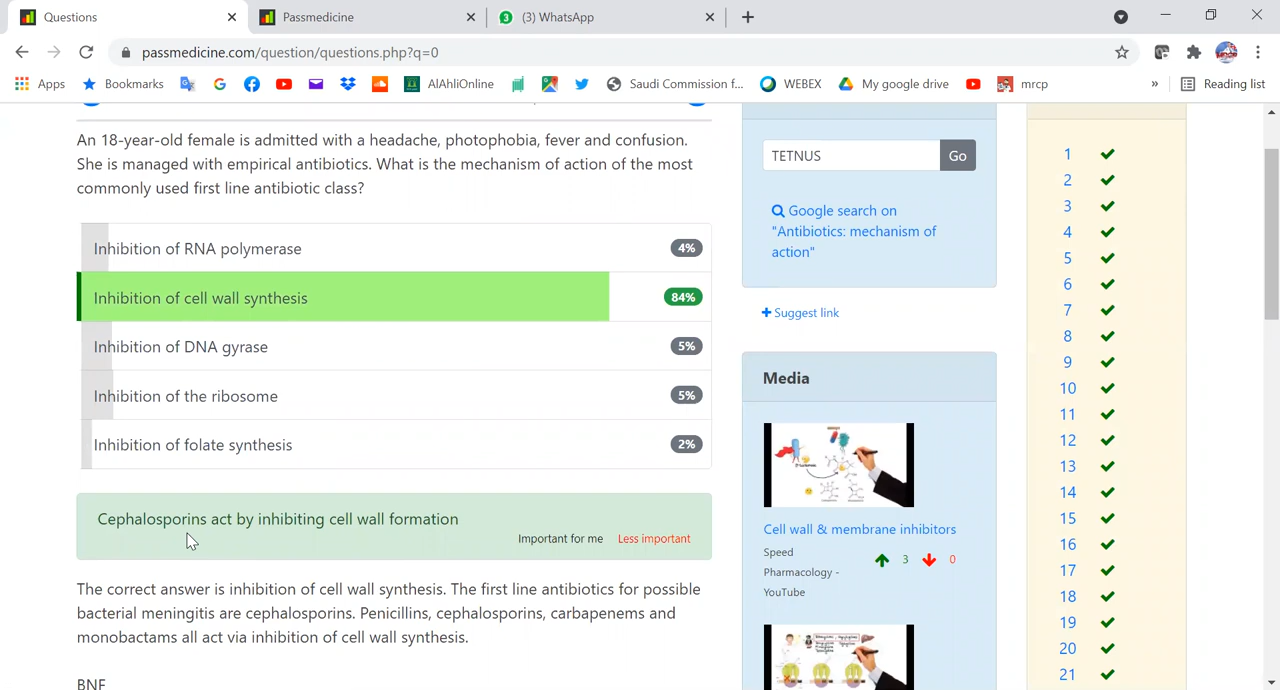 Questions
Passmedicine
(3) WhatsApp
passmedicine.com/question/questions.php?q=0
Apps
Bookmarks
AlAhliOnline
Saudi Commission f...
WEBEX
My google drive
mrcp
»
Reading list
An 18-year-old female is admitted with a headache, photophobia, fever and confusion.
She is managed with empirical antibiotics. What is the mechanism of action of the most
commonly used first line antibiotic class?
Inhibition of RNA polymerase
4%
Inhibition of cell wall synthesis
84%
Inhibition of DNA gyrase
5%
Inhibition of the ribosome
5%
Inhibition of folate synthesis
2%
Cephalosporins act by inhibiting cell wall formation
Important for me
Less important
The correct answer is inhibition of cell wall synthesis. The first line antibiotics for possible
bacterial meningitis are cephalosporins. Penicillins, cephalosporins, carbapenems and
monobactams all act via inhibition of cell wall synthesis.
BNF
TETNUS
Go
Google search on
"Antibiotics: mechanism of
action"
Suggest link
Media
Cell wall & membrane inhibitors
Speed
Pharmacology -
YouTube
3
0
1
2
3
4
5
6
7
8
9
10
11
12
13
14
15
16
17
18
19
20
21